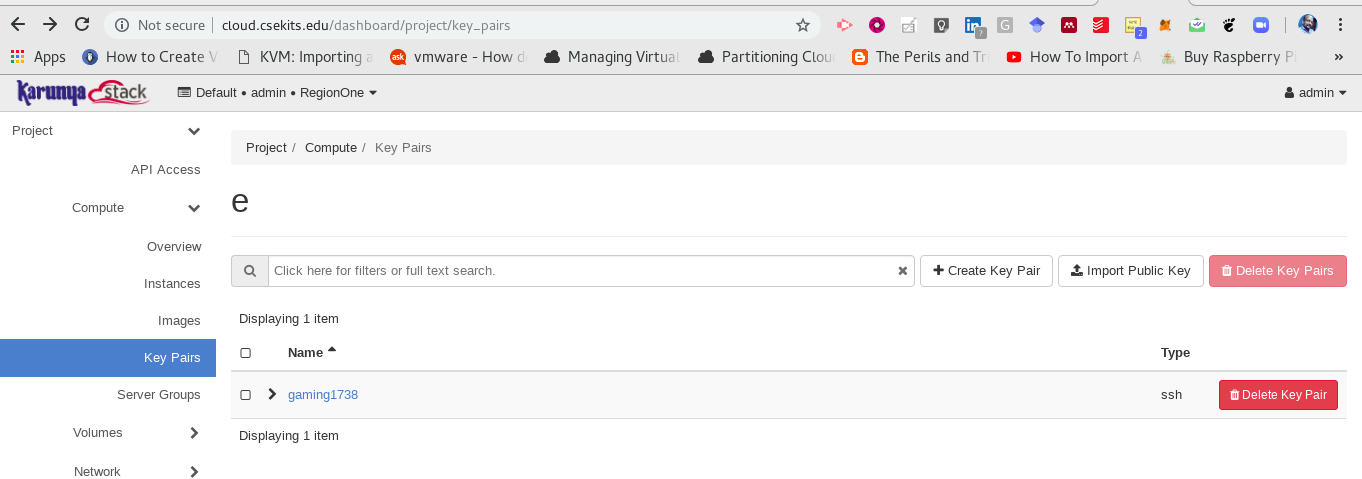 Not secure | cloud.csekits.edu/dashboard/project/key_pairs
Apps How to Create V KVM: Importing a vmware - How d Managing Virtual Partitioning Clou The Perils and Tri How To Import A Buy Raspberry P »
Karunya stack Default • admin • RegionOne admin
Project
Project / Compute / Key Pairs
API Access
e
Compute
Overview
Click here for filters or full text search. Create Key Pair Import Public Key Delete Key Pairs
Instances
Images
Displaying 1 item
Key Pairs
Name Type
Server Groups
gaming1738 ssh Delete Key Pair
Volumes
Displaying 1 item
Network